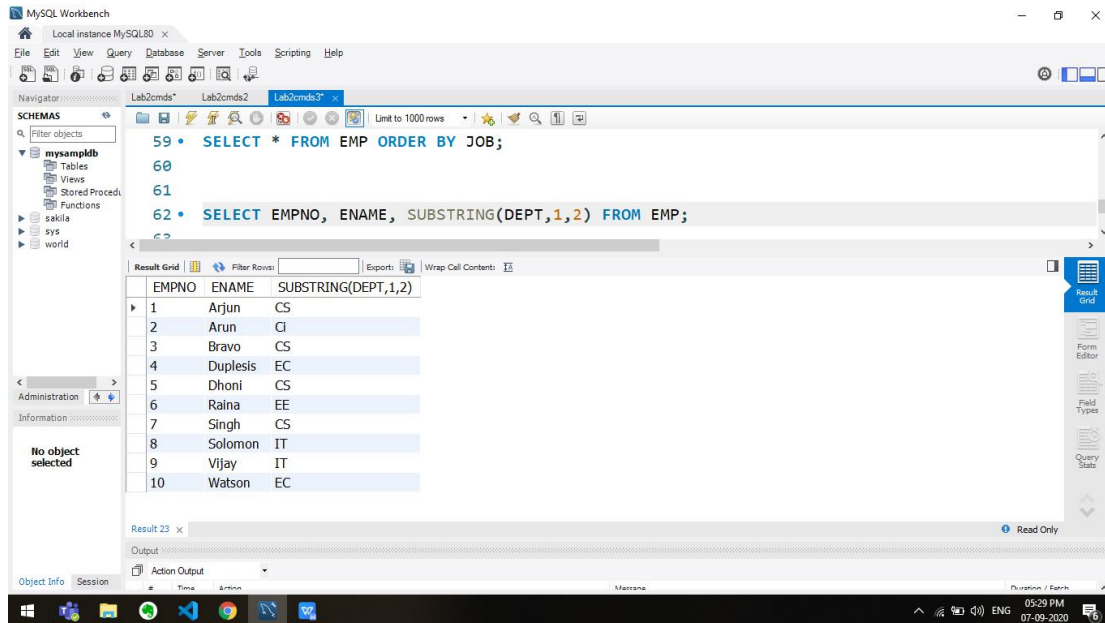 MySQL Workbench
Local instance MySQL80 ×
File Edit View Query Database Server Tools Scripting Help
Navigator
Lab2cmds* Lab2cmds2 Lab2cmds3* ×
SCHEMAS
Limit to 1000 rows
Filter objects
mysampldb
Tables
Views
Stored Procedu
Functions
sakila
sys
world
59 SELECT * FROM EMP ORDER BY JOB;
60
61
62 SELECT EMPNO, ENAME, SUBSTRING(DEPT,1,2) FROM EMP;
63
Result Grid Filter Rows: Export: Wrap Cell Content:
EMPNO ENAME SUBSTRING(DEPT,1,2)
1 Arjun CS
2 Arun CI
3 Bravo CS
4 Duplesis EC
5 Dhoni CS
6 Raina EE
7 Singh CS
8 Solomon IT
9 Vijay IT
10 Watson EC
Result Grid
Form Editor
Field Types
Query Stats
Administration
Information
No object
selected
Result 23 ×
Read Only
Output
Action Output
Object Info Session
# Time Action Message Duration / Fetch
ENG
05:29 PM
07-09-2020
6